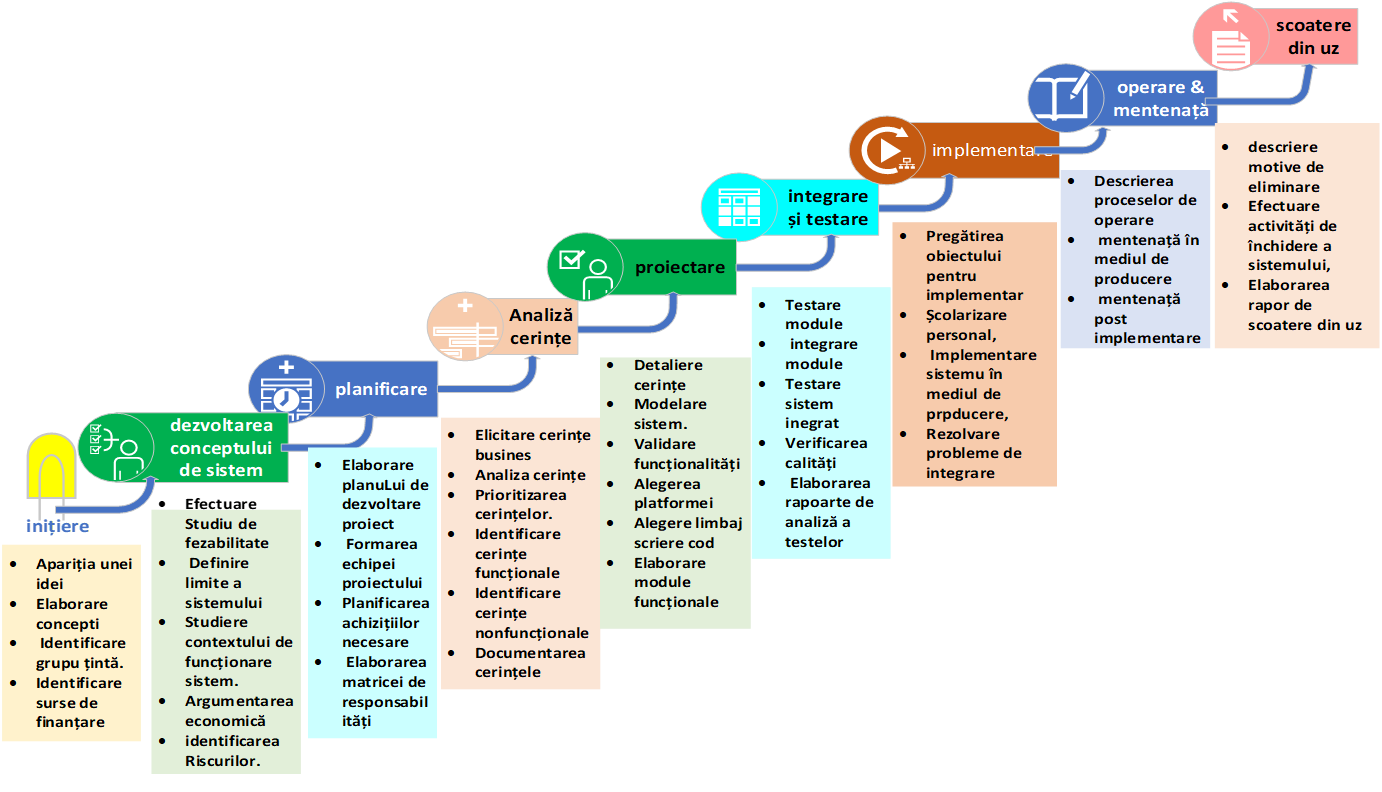 inițiere
• Apariția unei
idei
• Elaborare
concepti
• Identificare
grupu țintă.
• Identificare
surse de
finanțare
dezvoltarea
conceptului
de sistem
• Efectuare
Studiu de
fezabilitate
• Definire
limite a
sistemului
• Studiere
contextului de
funcționare
sistem.
• Argumentarea
economică
• identificarea
Riscurilor.
planificare
• Elaborare
planuLui de
dezvoltare
proiect
• Formarea
echipei
proiectului
• Planificarea
achizițiilor
necesare
• Elaborarea
matricei de
responsabil
ități
Analiză
cerințe
• Elicitare cerințe
busines
• Analiza cerințe
• Prioritizarea
cerințelor.
• Identificare
cerințe
funcționale
• Identificare
cerințe
nonfuncționale
• Documentarea
cerințele
proiectare
• Detaliere
cerințe
• Modelare
sistem.
• Validare
funcționalități
• Alegerea
platformei
• Alegere limbaj
scriere cod
• Elaborare
module
funcționale
integrare
și testare
• Testare
module
• integrare
module
• Testare
sistem
inegrat
• Verificarea
calități
• Elaborarea
rapoarte de
analiză a
testelor
implementare
• Pregătirea
obiectului
pentru
implementar
• Școlarizare
personal,
• Implementare
sistemu în
mediul de
prpducere,
• Rezolvare
probleme de
integrare
operare &
mentenață
• Descrierea
proceselor de
operare
• mentenață în
mediul de
producere
• mentenață
post
implementare
scoatere
din uz
• descriere
motive de
eliminare
• Efectuare
activități de
închidere a
sistemului,
• Elaborarea
rapor de
scoatere din uz